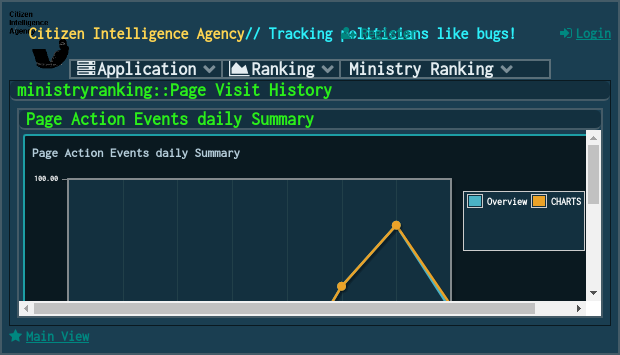 Citizen
Intelligence
Agency
Citizen Intelligence Agency// Tracking politicians like bugs!
Register
Login
Application
Ranking
Ministry Ranking
ministryranking::Page Visit History
Page Action Events daily Summary
Page Action Events daily Summary
100.00
Overview
CHARTS
Main View